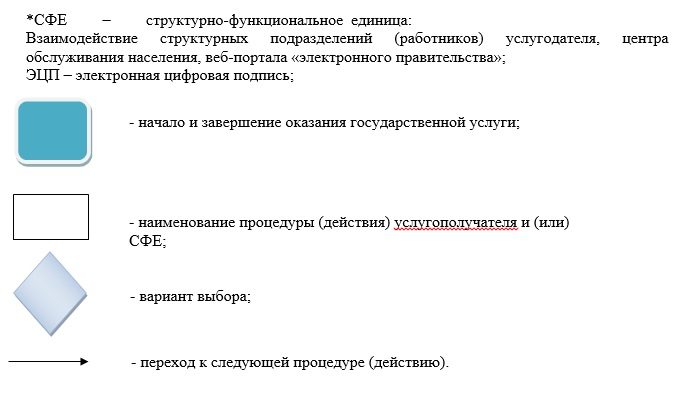 *СФЕ – структурно-функциональное единица:
Взаимодействие структурных подразделений (работников) услугодателя, центра
обслуживания населения, веб-портала «электронного правительства»;
ЭЦП – электронная цифровая подпись;
- начало и завершение оказания государственной услуги;
- наименование процедуры (действия) услугополучателя и (или)
СФЕ;
- вариант выбора;
- переход к следующей процедуре (действию).